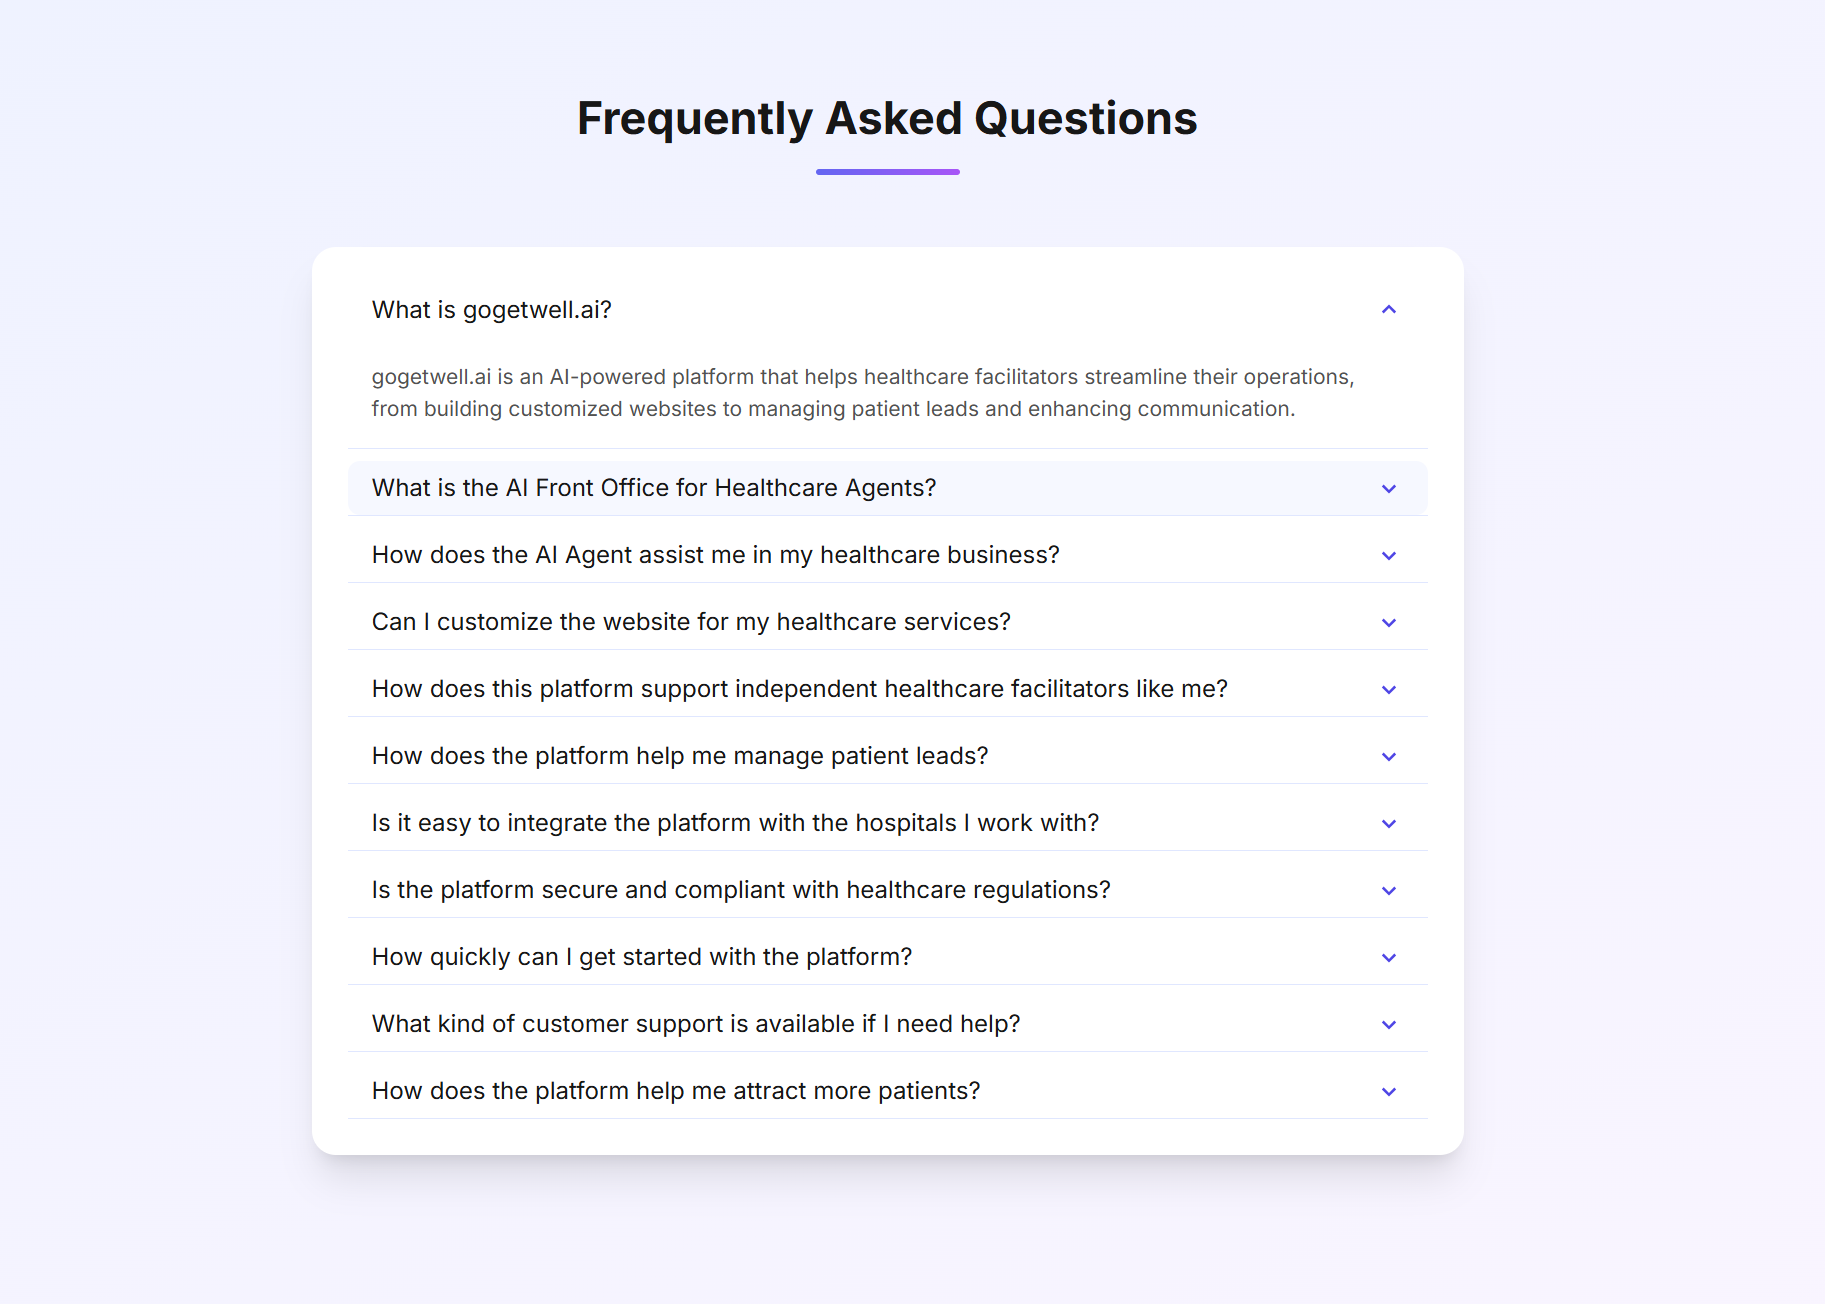 Frequently Asked Questions
What is gogetwell.ai?
gogetwell.ai is an AI-powered platform that helps healthcare facilitators streamline their operations,
from building customized websites to managing patient leads and enhancing communication.
What is the AI Front Office for Healthcare Agents?
How does the AI Agent assist me in my healthcare business?
Can I customize the website for my healthcare services?
How does this platform support independent healthcare facilitators like me?
How does the platform help me manage patient leads?
Is it easy to integrate the platform with the hospitals I work with?
Is the platform secure and compliant with healthcare regulations?
How quickly can I get started with the platform?
What kind of customer support is available if I need help?
How does the platform help me attract more patients?